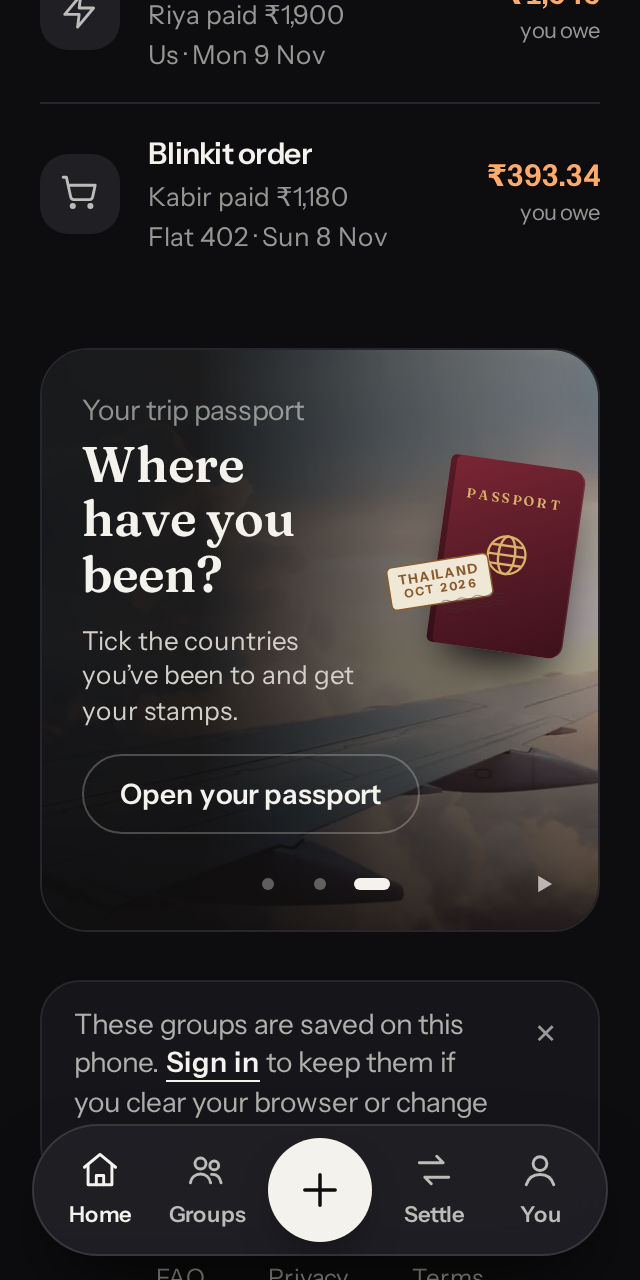 Riya paid ₹1,900
Us · Mon 9 Nov
you owe
Blinkit order
Kabir paid ₹1,180
Flat 402 · Sun 8 Nov
₹393.34
you owe
Your trip passport
Where
have you
been?
Tick the countries
you’ve been to and get
your stamps.
Open your passport
PASSPORT
THAILAND
OCT 2026
These groups are saved on this
phone. Sign in to keep them if
you clear your browser or change
Home
Groups
Settle
You
FAQ
Privacy
Terms